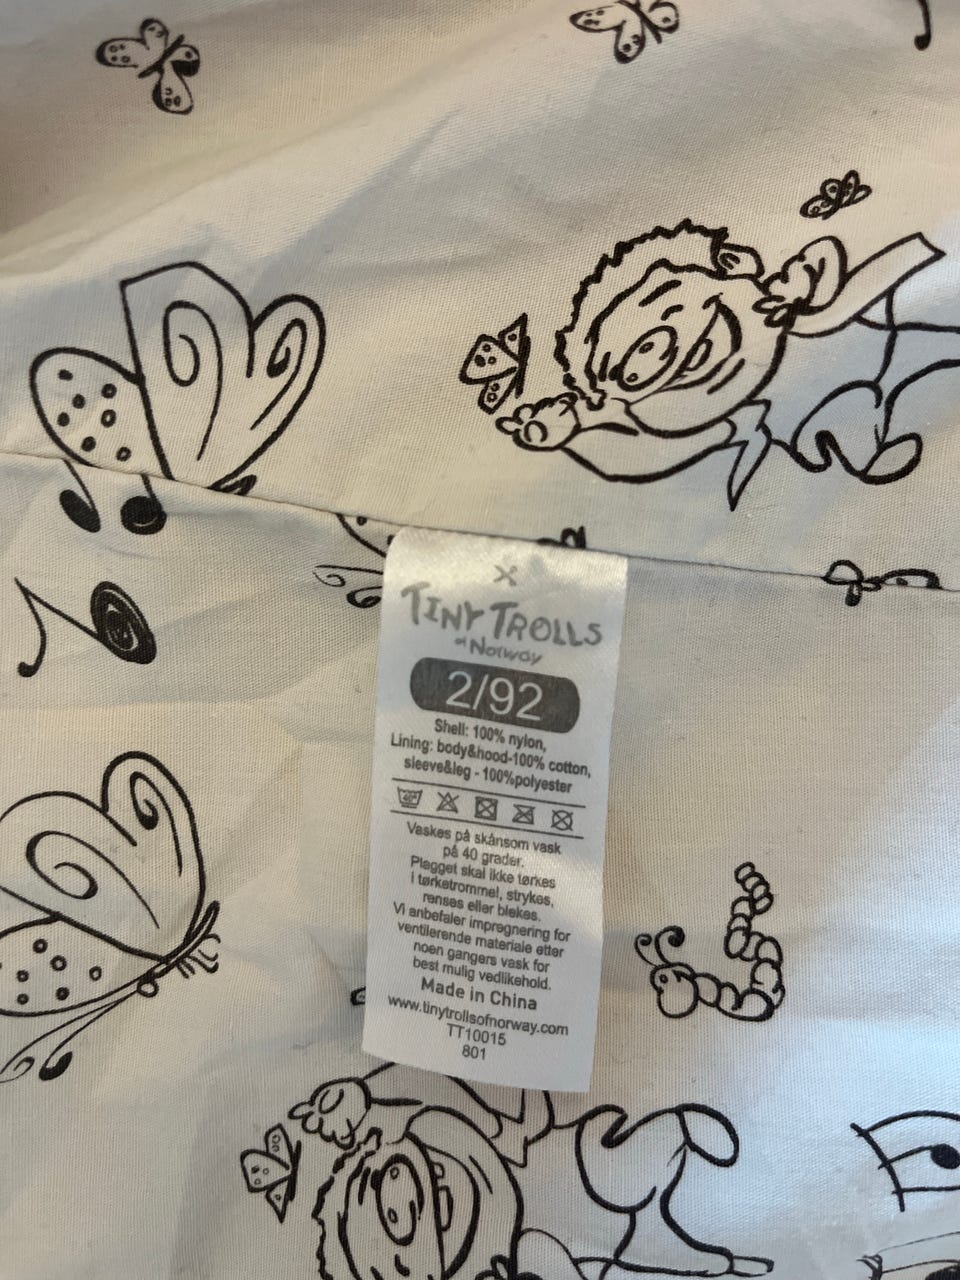 TINY TROLLS
of Norway
2/92
Shell: 100% nylon,
Lining: body&hood-100% cotton,
sleeve&leg - 100%polyester
40°
Vaskes på skånsom vask
på 40 grader.
Plagget skal ikke tørkes
i tørketrommel, strykes,
renses eller blekes.
Vi anbefaler impregnering for
ventilerende materiale etter
noen gangers vask for
best mulig vedlikehold.
Made in China
www.tinytrollsofnorway.com
TT10015
801